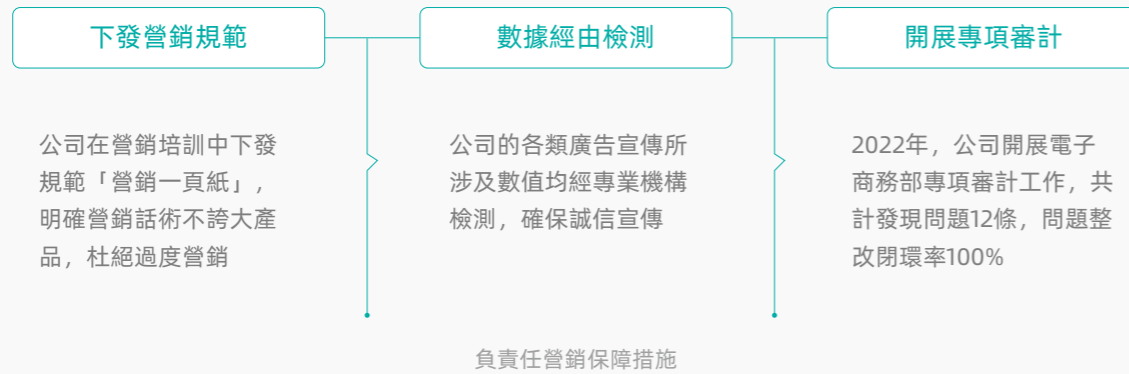 下發營銷規範
數據經由檢測
開展專項審計
公司在營銷培訓中下發
規範「營銷一頁紙」,
明確營銷話術不誇大產
品，杜絕過度營銷
公司的各類廣告宣傳所
涉及數值均經專業機構
檢測，確保誠信宣傳
2022年，公司開展電子
商務部專項審計工作，共
計發現問題12條，問題整
改閉環率100%
負責任營銷保障措施